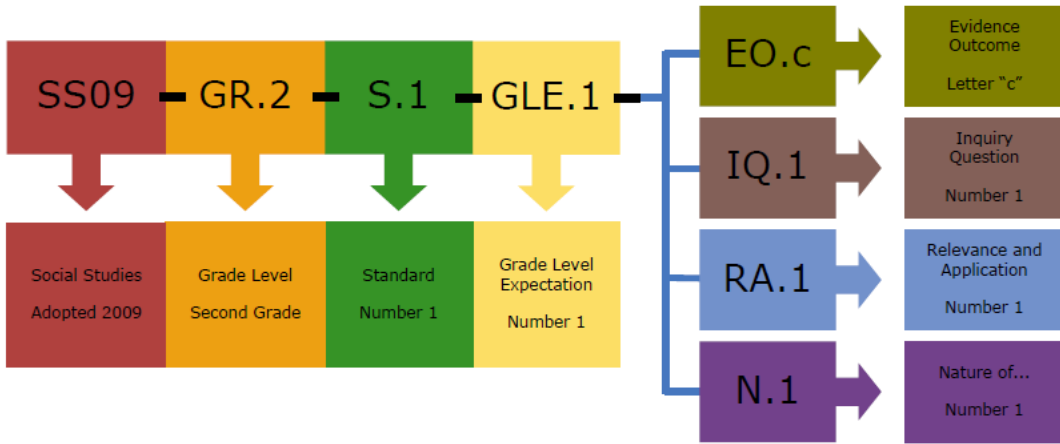 SS09
GR.2
S.1
GLE.1
Social Studies
Adopted 2009
Grade Level
Second Grade
Standard
Number 1
Grade Level
Expectation
Number 1
EO.c
Evidence
Outcome
Letter “c”
IQ.1
Inquiry
Question
Number 1
RA.1
Relevance and
Application
Number 1
N.1
Nature of...
Number 1